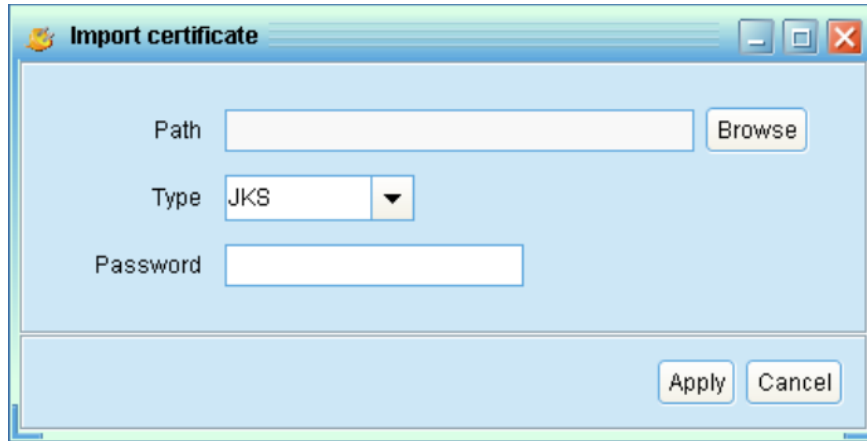 Import certificate
Path Browse
Type JKS
Password
Apply Cancel